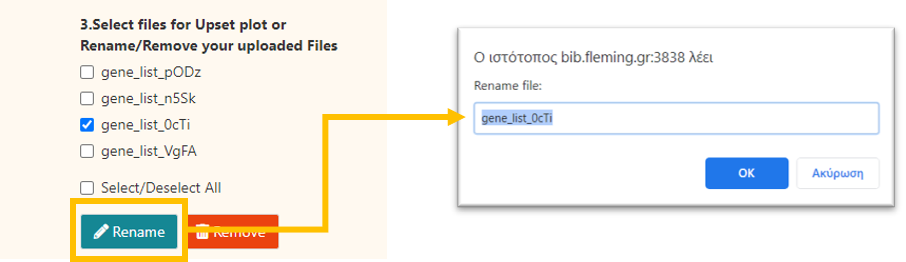 3.Select files for Upset plot or
Rename/Remove your uploaded Files
gene_list_pODz
gene_list_n5Sk
gene_list_0cTi
gene_list_VgFA
Select/Deselect All
Rename
Remove
Ο ιστότοπος bib.fleming.gr:3838 λέει
Rename file:
gene_list_0cTi
OK
Ακύρωση